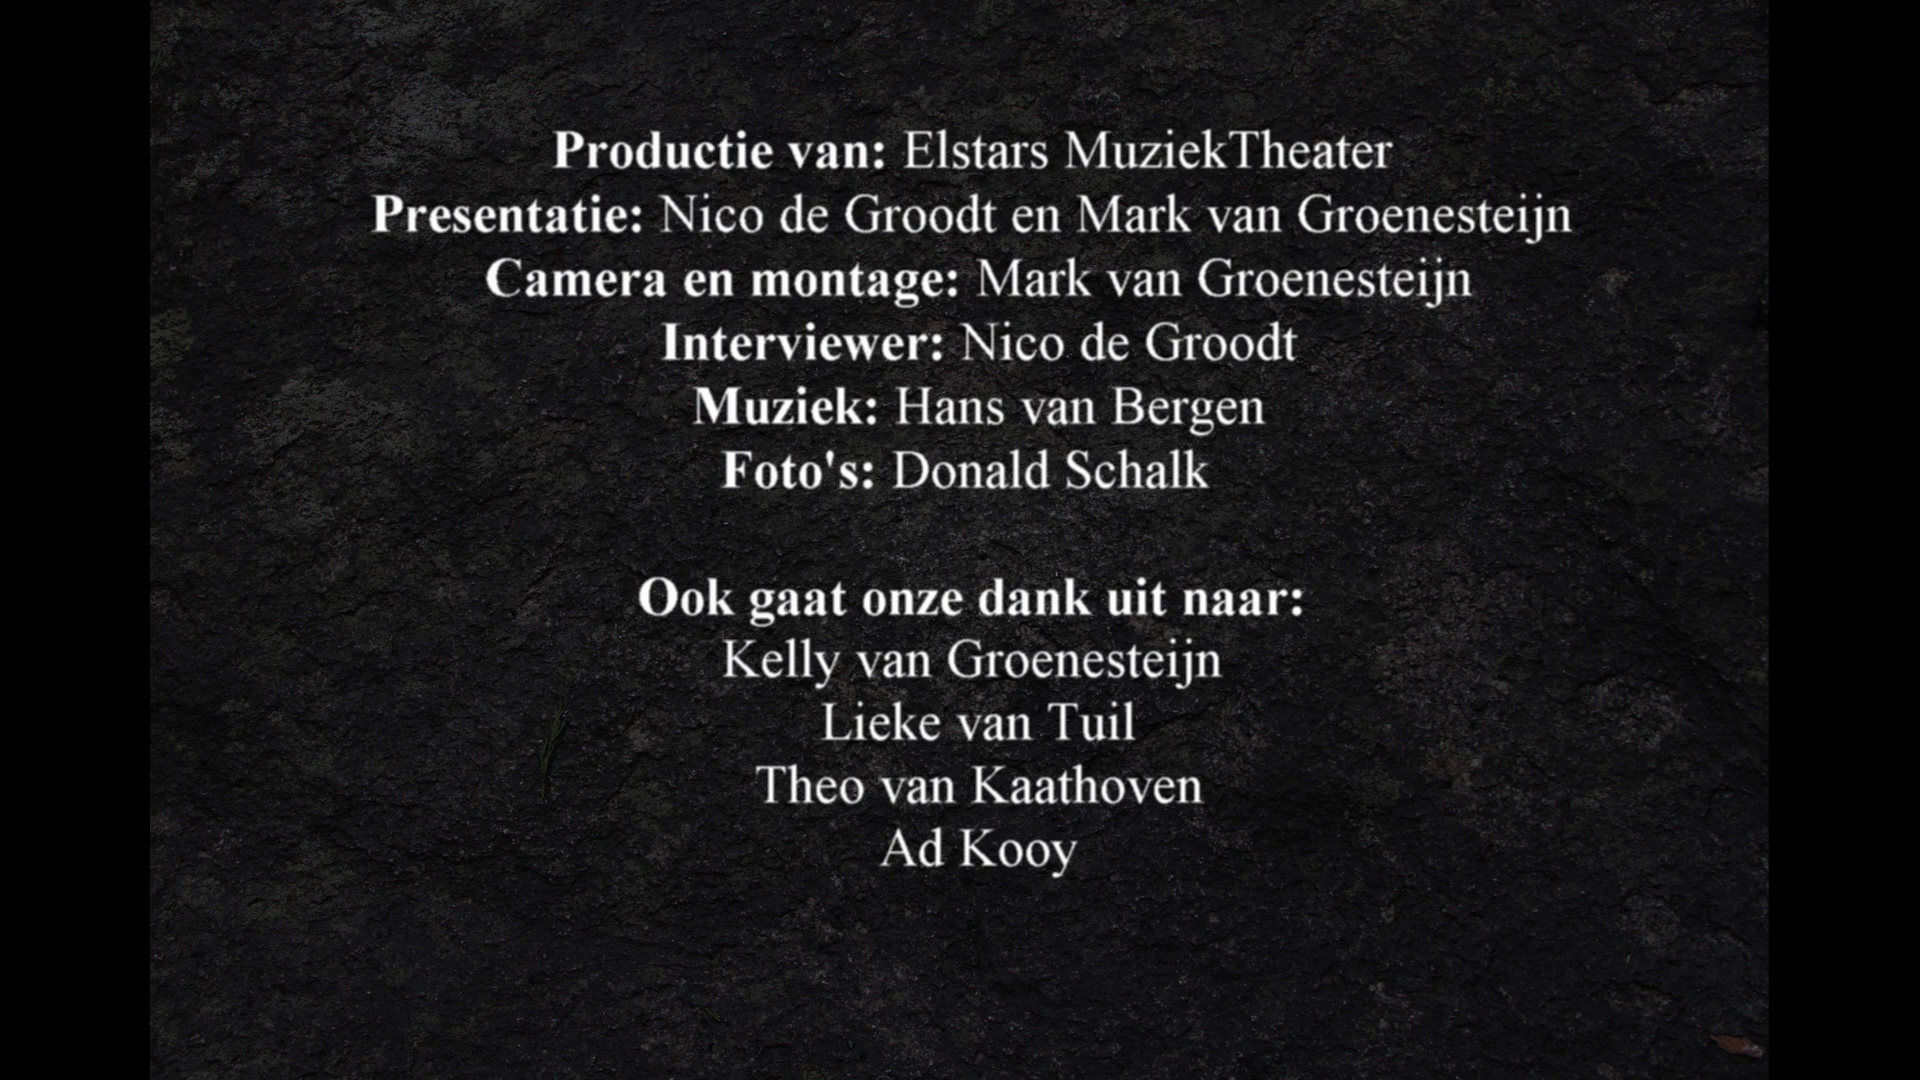 Productie van: Elstars MuziekTheater
Presentatie: Nico de Groodt en Mark van Groenesteijn
Camera en montage: Mark van Groenesteijn
Interviewer: Nico de Groodt
Muziek: Hans van Bergen
Foto's: Donald Schalk
Ook gaat onze dank uit naar:
Kelly van Groenesteijn
Lieke van Tuil
Theo van Kaathoven
Ad Kooy